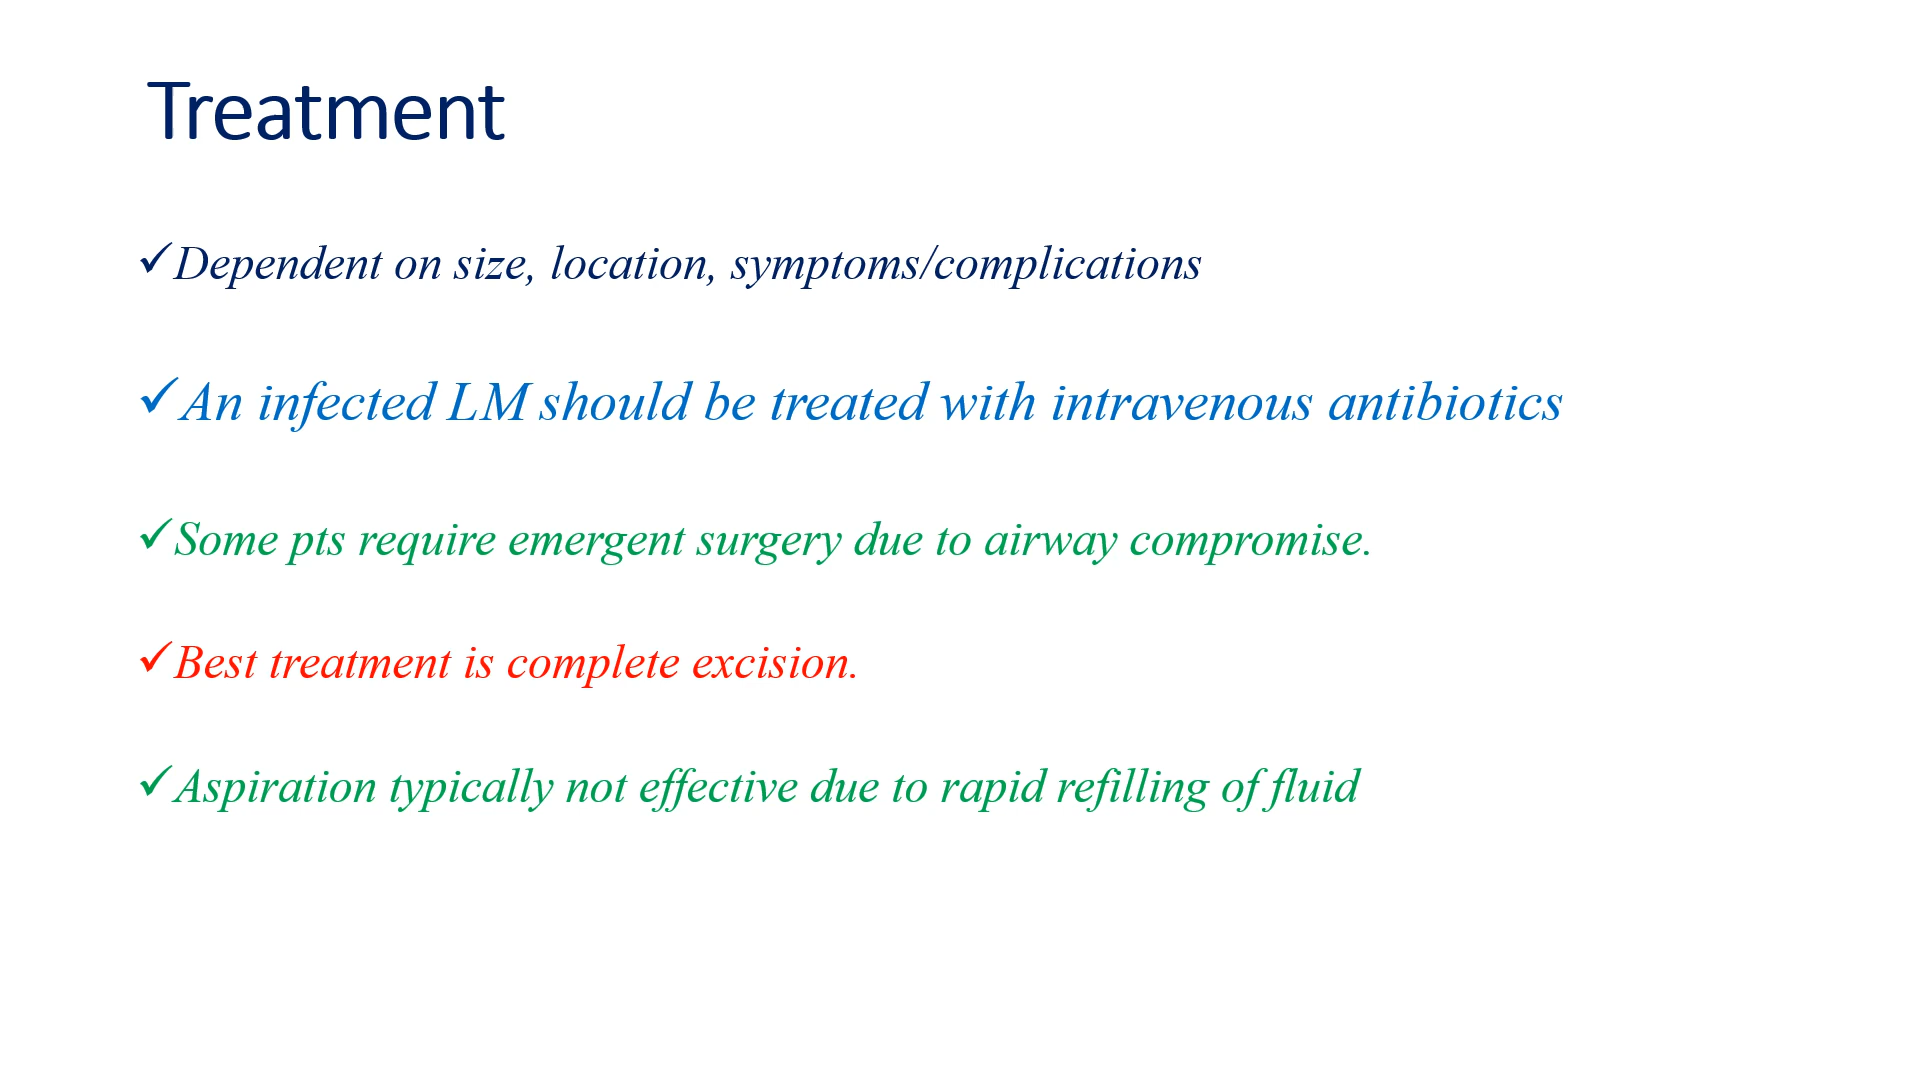 Treatment
✓Dependent on size, location, symptoms/complications
✓An infected LM should be treated with intravenous antibiotics
✓Some pts require emergent surgery due to airway compromise.
✓Best treatment is complete excision.
✓Aspiration typically not effective due to rapid refilling of fluid